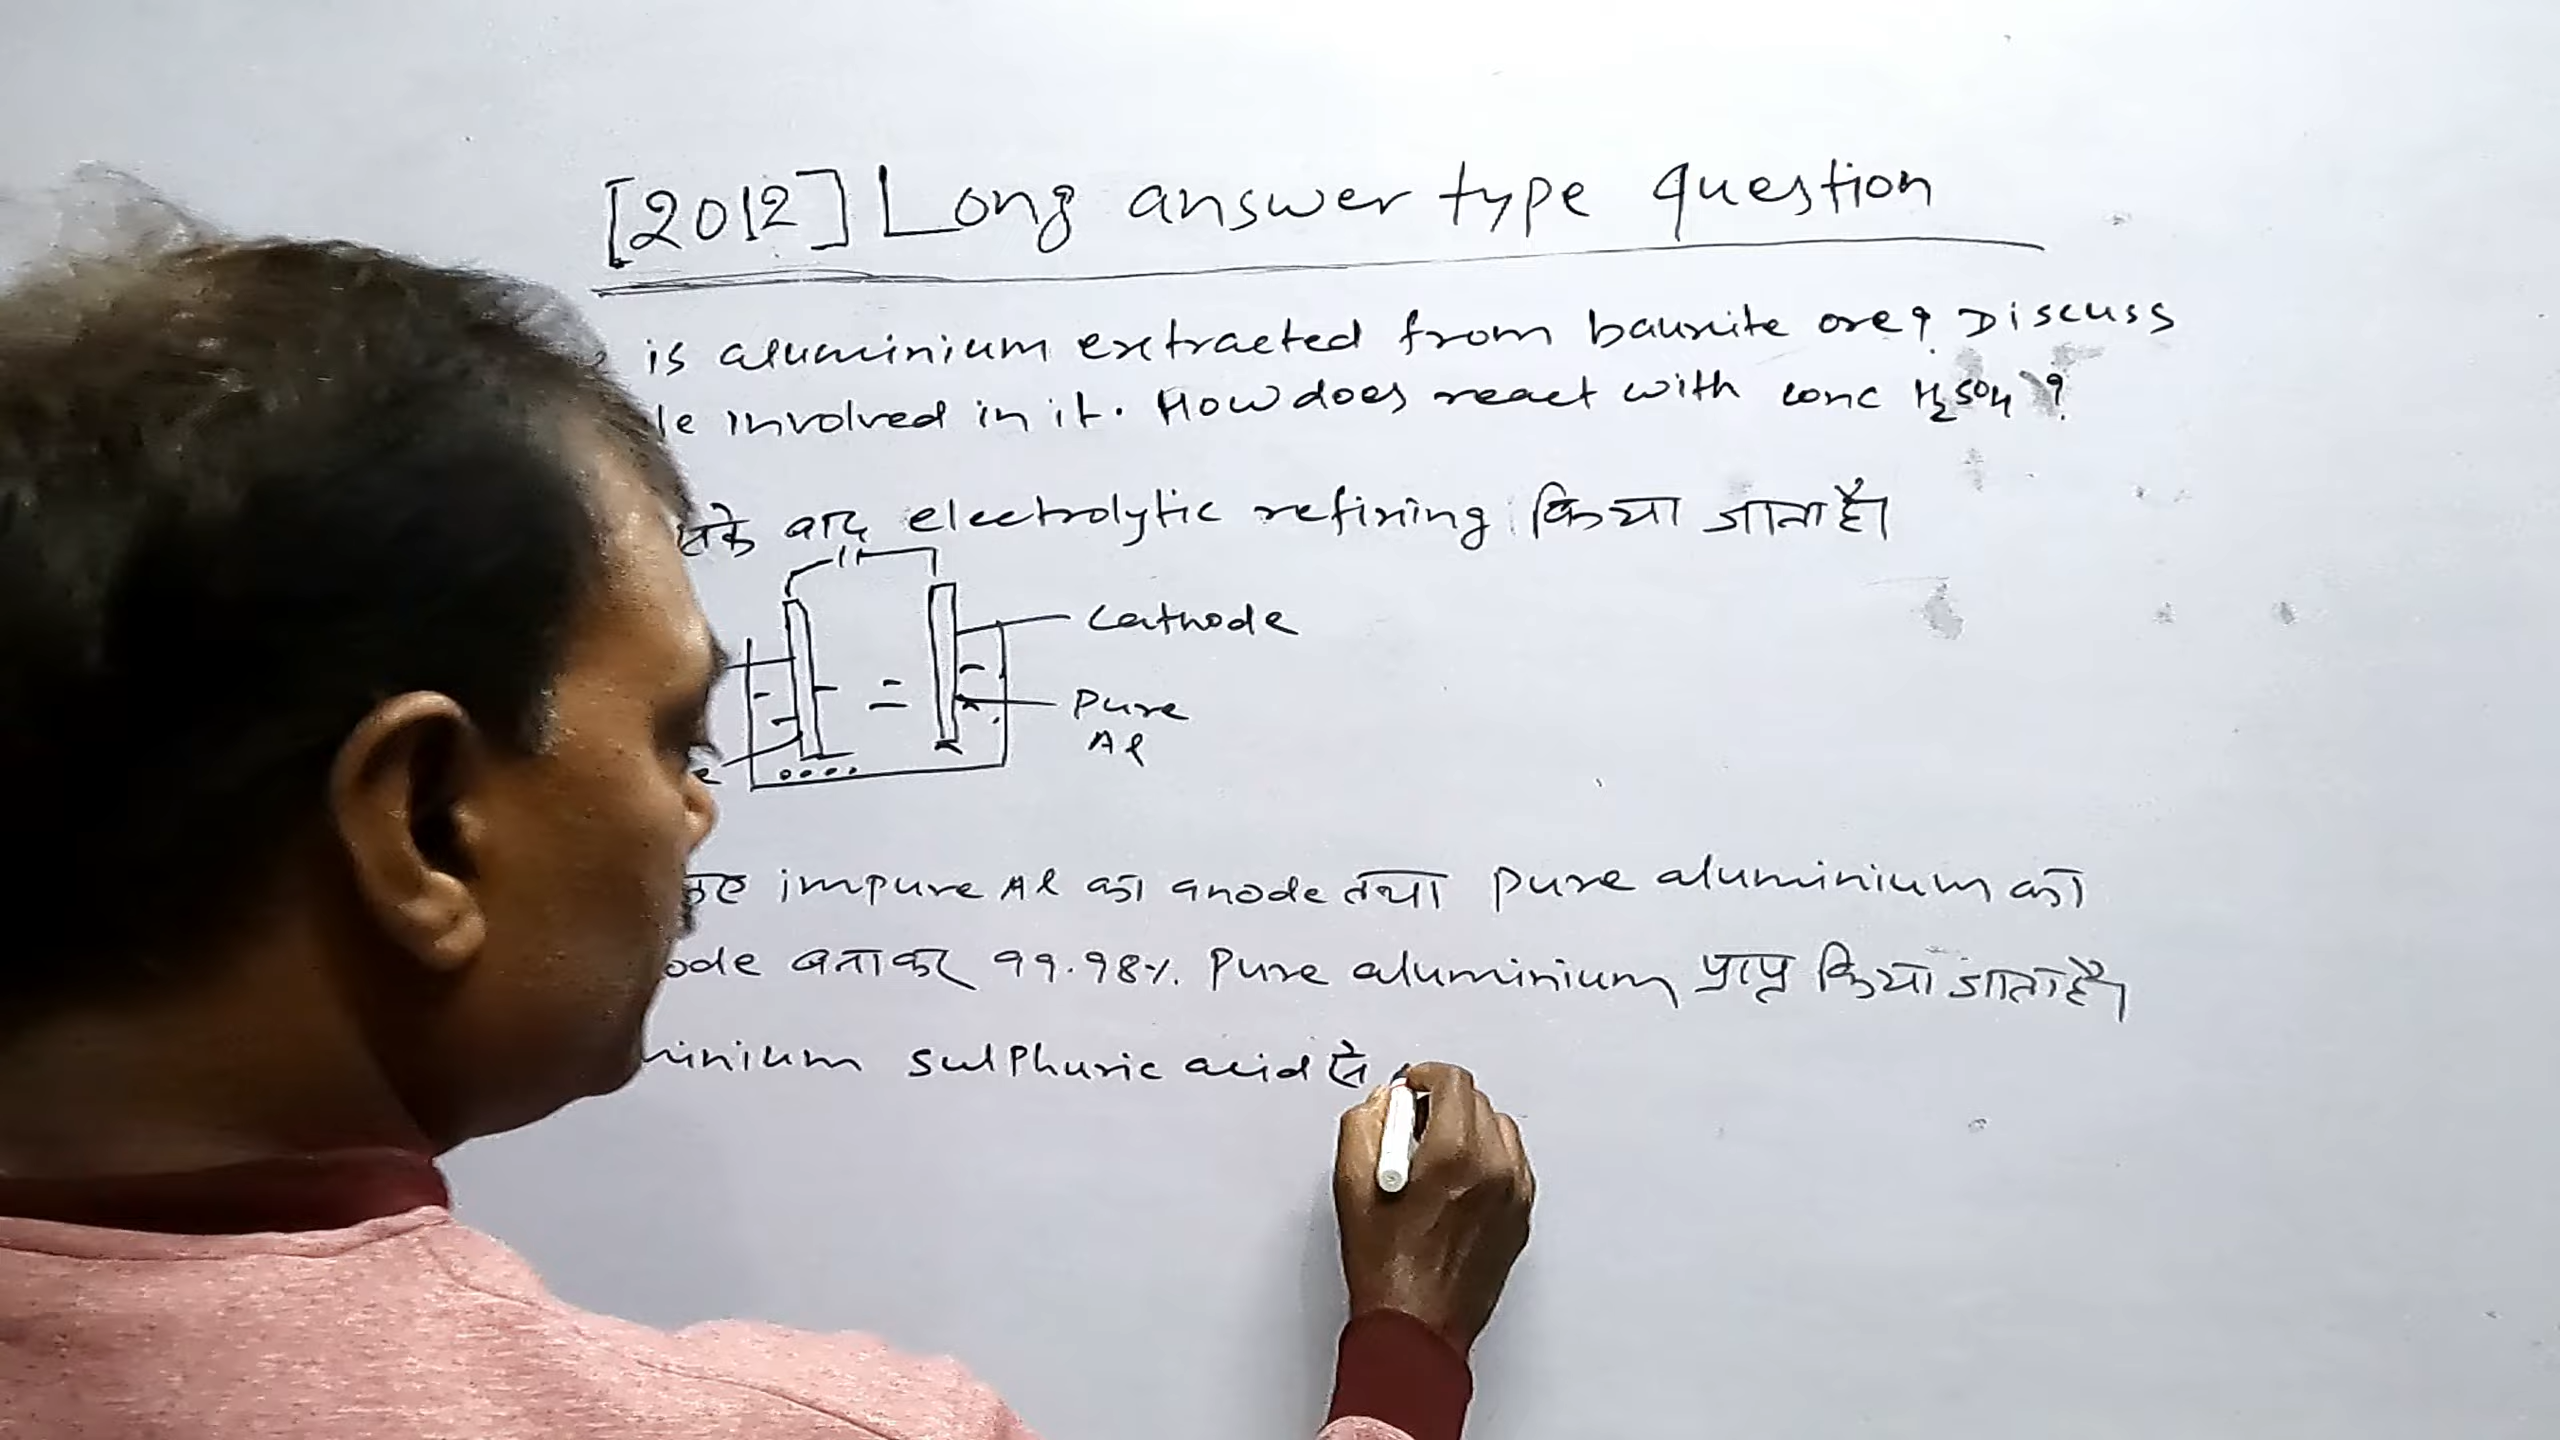 [2012] Long answer type question
is aluminium extracted from bauxite ore? Discuss
le involved in it. How does react with conc H2SO4?
के बाद electrolytic refining किया जाता है।
Cathode
Pure
Al
impure Al का anode तथा pure aluminium का
ode बनाकर 99.98%. Pure aluminium प्राप्त किया जाता है।
minium sulphuric acid से